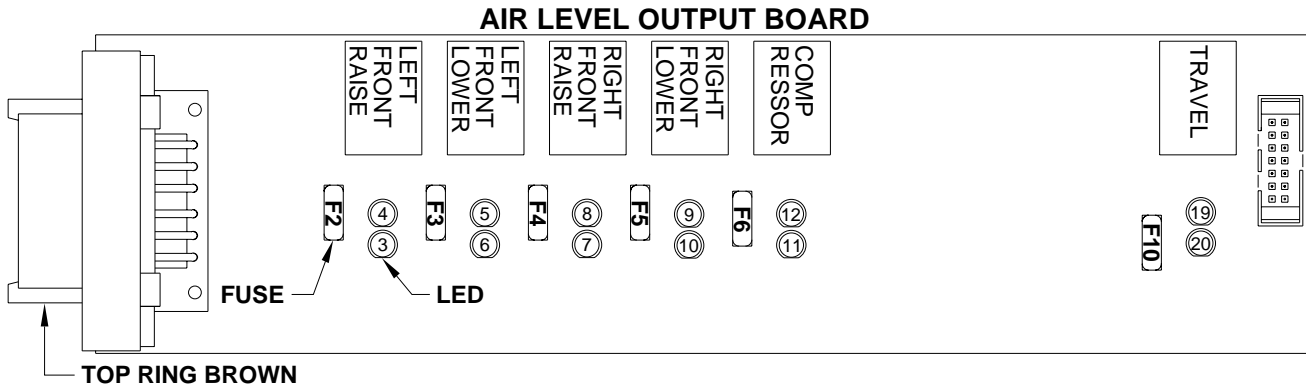 AIR LEVEL OUTPUT BOARD
LEFT
FRONT
RAISE
LEFT
FRONT
LOWER
RIGHT
FRONT
RAISE
RIGHT
FRONT
LOWER
COMP
RESSOR
TRAVEL
F2
4
3
F3
5
6
F4
8
7
F5
9
10
F6
12
11
F10
19
20
FUSE
LED
TOP RING BROWN